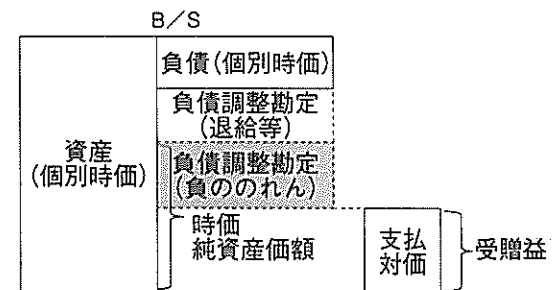 B/S
負債(個別時価)
負債調整勘定
(退給等)
資産
(個別時価)
負債調整勘定
(負ののれん)
時価
純資産価額
支払
対価
受贈益